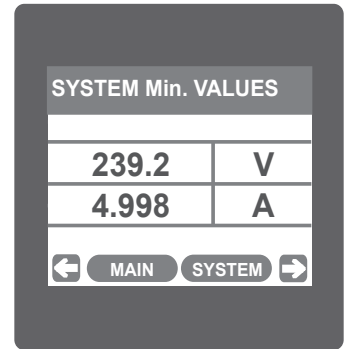 SYSTEM Min. VALUES
239.2 V
4.998 A
MAIN SYSTEM